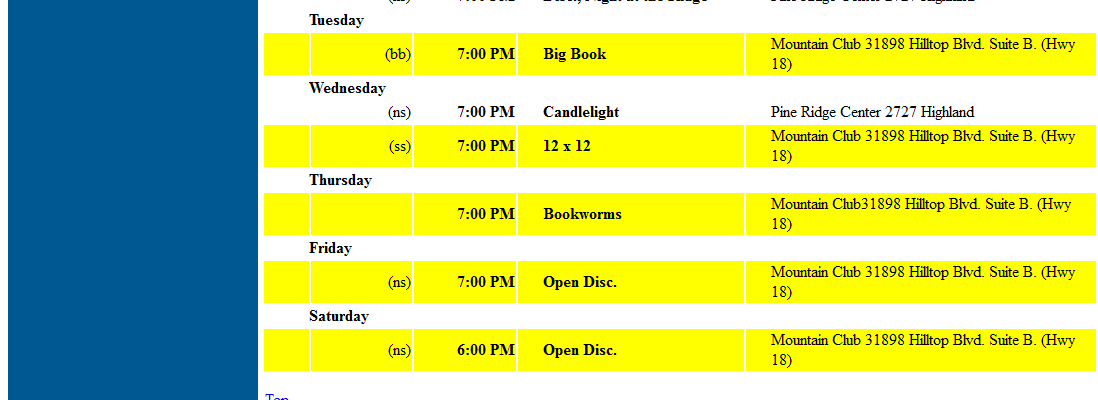 Tuesday
(bb) 7:00 PM Big Book Mountain Club 31898 Hilltop Blvd. Suite B. (Hwy
18)
Wednesday
(ns) 7:00 PM Candlelight Pine Ridge Center 2727 Highland
(ss) 7:00 PM 12 x 12 Mountain Club 31898 Hilltop Blvd. Suite B. (Hwy
18)
Thursday
7:00 PM Bookworms Mountain Club31898 Hilltop Blvd. Suite B. (Hwy
18)
Friday
(ns) 7:00 PM Open Disc. Mountain Club 31898 Hilltop Blvd. Suite B. (Hwy
18)
Saturday
(ns) 6:00 PM Open Disc. Mountain Club 31898 Hilltop Blvd. Suite B. (Hwy
18)
Top